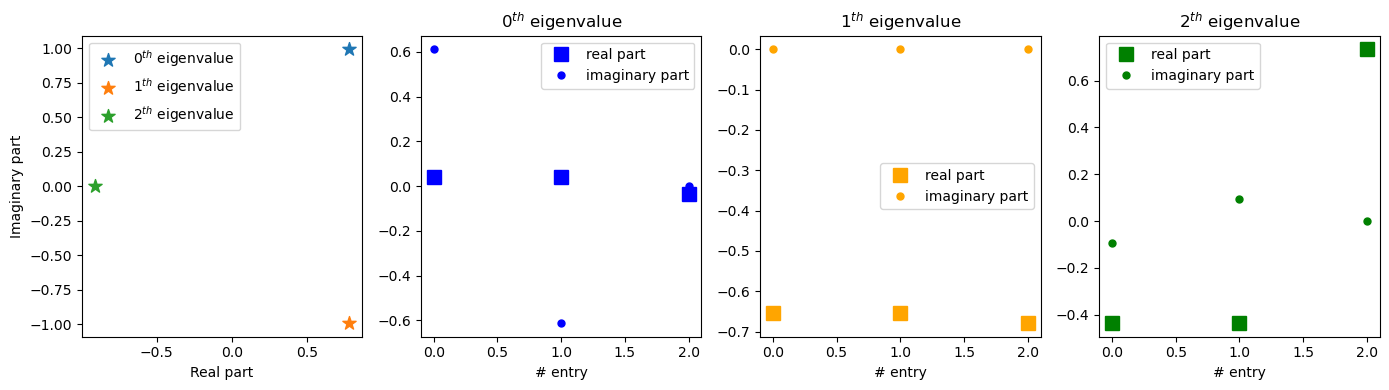 0th eigenvalue
1th eigenvalue
2th eigenvalue
1.00
0.75
0.50
0.25
0.00
−0.25
−0.50
−0.75
−1.00
−0.5
0.0
0.5
Imaginary part
Real part
0th eigenvalue
real part
imaginary part
0.6
0.4
0.2
0.0
−0.2
−0.4
−0.6
0.0
0.5
1.0
1.5
2.0
# entry
1th eigenvalue
real part
imaginary part
0.0
−0.1
−0.2
−0.3
−0.4
−0.5
−0.6
−0.7
0.0
0.5
1.0
1.5
2.0
# entry
2th eigenvalue
real part
imaginary part
0.6
0.4
0.2
0.0
−0.2
−0.4
0.0
0.5
1.0
1.5
2.0
# entry